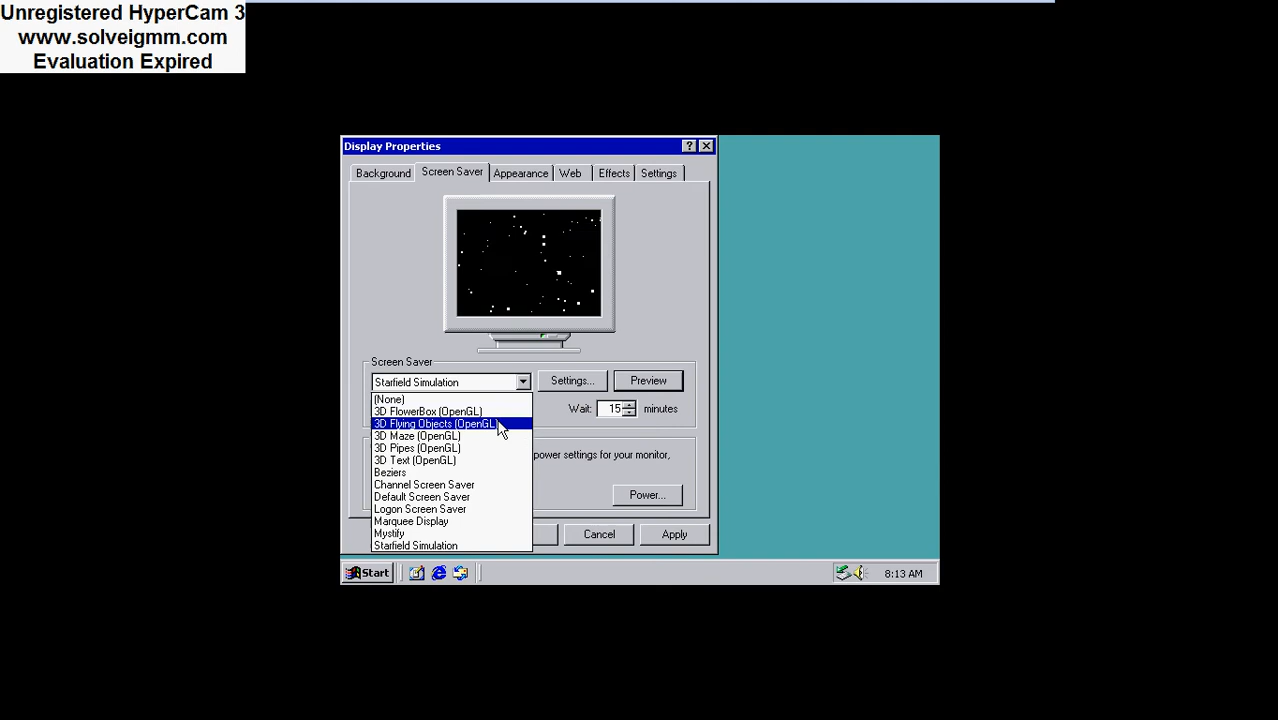 Unregistered HyperCam 3
www.solveigmm.com
Evaluation Expired
Display Properties
Background Screen Saver Appearance Web Effects Settings
Screen Saver
Starfield Simulation Settings... Preview
(None)
Wait: 15 minutes
3D FlowerBox (OpenGL)
3D Flying Objects (OpenGL)
3D Maze (OpenGL)
3D Pipes (OpenGL)
power settings for your monitor,
3D Text (OpenGL)
Beziers
Channel Screen Saver
Default Screen Saver
Power...
Logon Screen Saver
Marquee Display
Mystify
Cancel Apply
Starfield Simulation
Start 8:13 AM